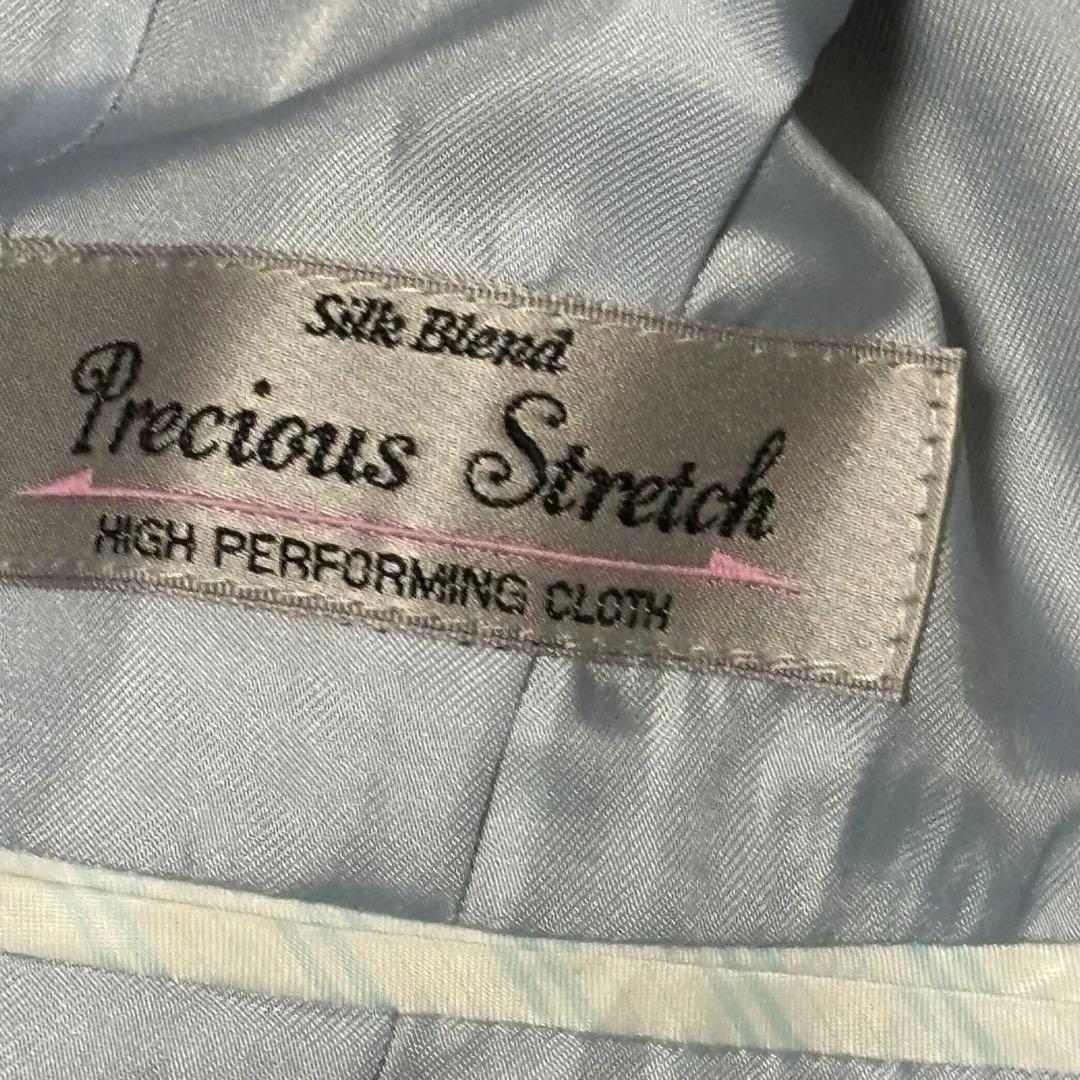 Silk Blend
Precious Stretch
HIGH PERFORMING CLOTH